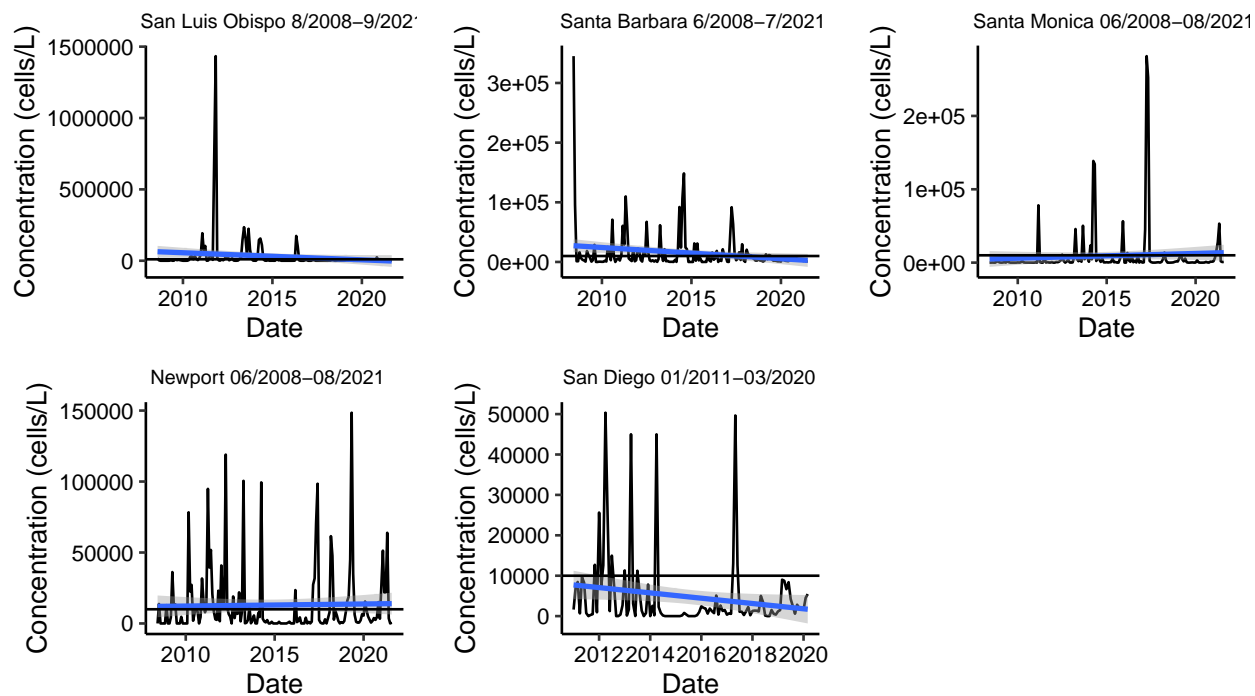 San Luis Obispo 8/2008−9/202
Santa Barbara 6/2008−7/2021
Santa Monica 06/2008−08/2021
Concentration (cells/L)
1500000
1000000
500000
0
2010 2015 2020
Date
Concentration (cells/L)
3e+05
2e+05
1e+05
0e+00
2010 2015 2020
Date
Concentration (cells/L)
2e+05
1e+05
0e+00
2010 2015 2020
Date
Newport 06/2008−08/2021
San Diego 01/2011−03/2020
Concentration (cells/L)
150000
100000
50000
0
2010 2015 2020
Date
Concentration (cells/L)
50000
40000
30000
20000
10000
0
2012 2014 2016 2018 2020
Date